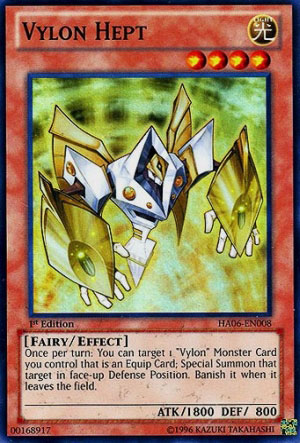 VYLON HEPT
LIGHT
光
1st Edition
HA06-EN008
[FAIRY/EFFECT]
Once per turn: You can target 1 "Vylon" Monster Card
you control that is an Equip Card; Special Summon that
target in face-up Defense Position. Banish it when it
leaves the field.
ATK/1800 DEF/ 800
00168917
©1996 KAZUKI TAKAHASHI